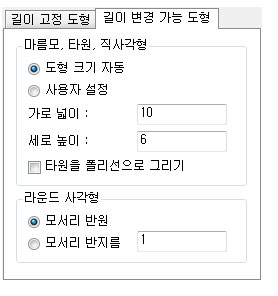 길이 고정 도형 길이 변경 가능 도형
마름모, 타원, 직사각형
도형 크기 자동
사용자 설정
가로 넓이 : 10
세로 높이 : 6
타원을 폴리선으로 그리기
라운드 사각형
모서리 반원
모서리 반지름 1